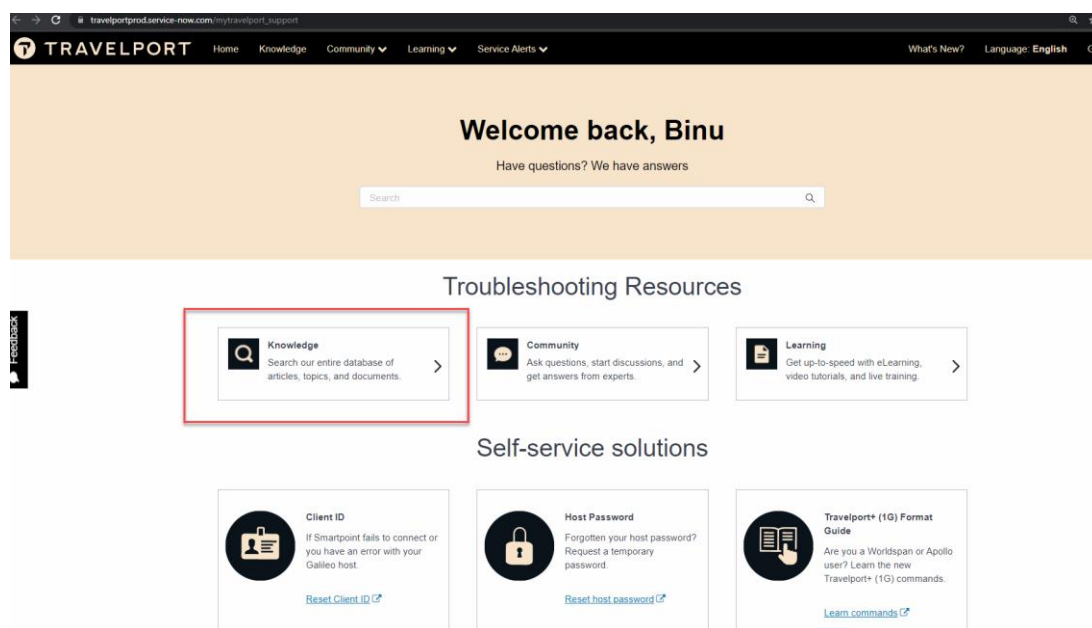 travelportprod.service-now.com/mytravelport_support
TRAVELPORT Home Knowledge Community Learning Service Alerts What's New? Language: English
Welcome back, Binu
Have questions? We have answers
Search
Troubleshooting Resources
Feedback
Knowledge
Search our entire database of
articles, topics, and documents.
Community
Ask questions, start discussions, and
get answers from experts.
Learning
Get up-to-speed with eLearning,
video tutorials, and live training.
Self-service solutions
Client ID
If Smartpoint fails to connect or
you have an error with your
Galileo host.
Reset Client ID
Host Password
Forgotten your host password?
Request a temporary
password.
Reset host password
Travelport+ (1G) Format
Guide
Are you a Worldspan or Apollo
user? Learn the new
Travelport+ (1G) commands.
Learn commands